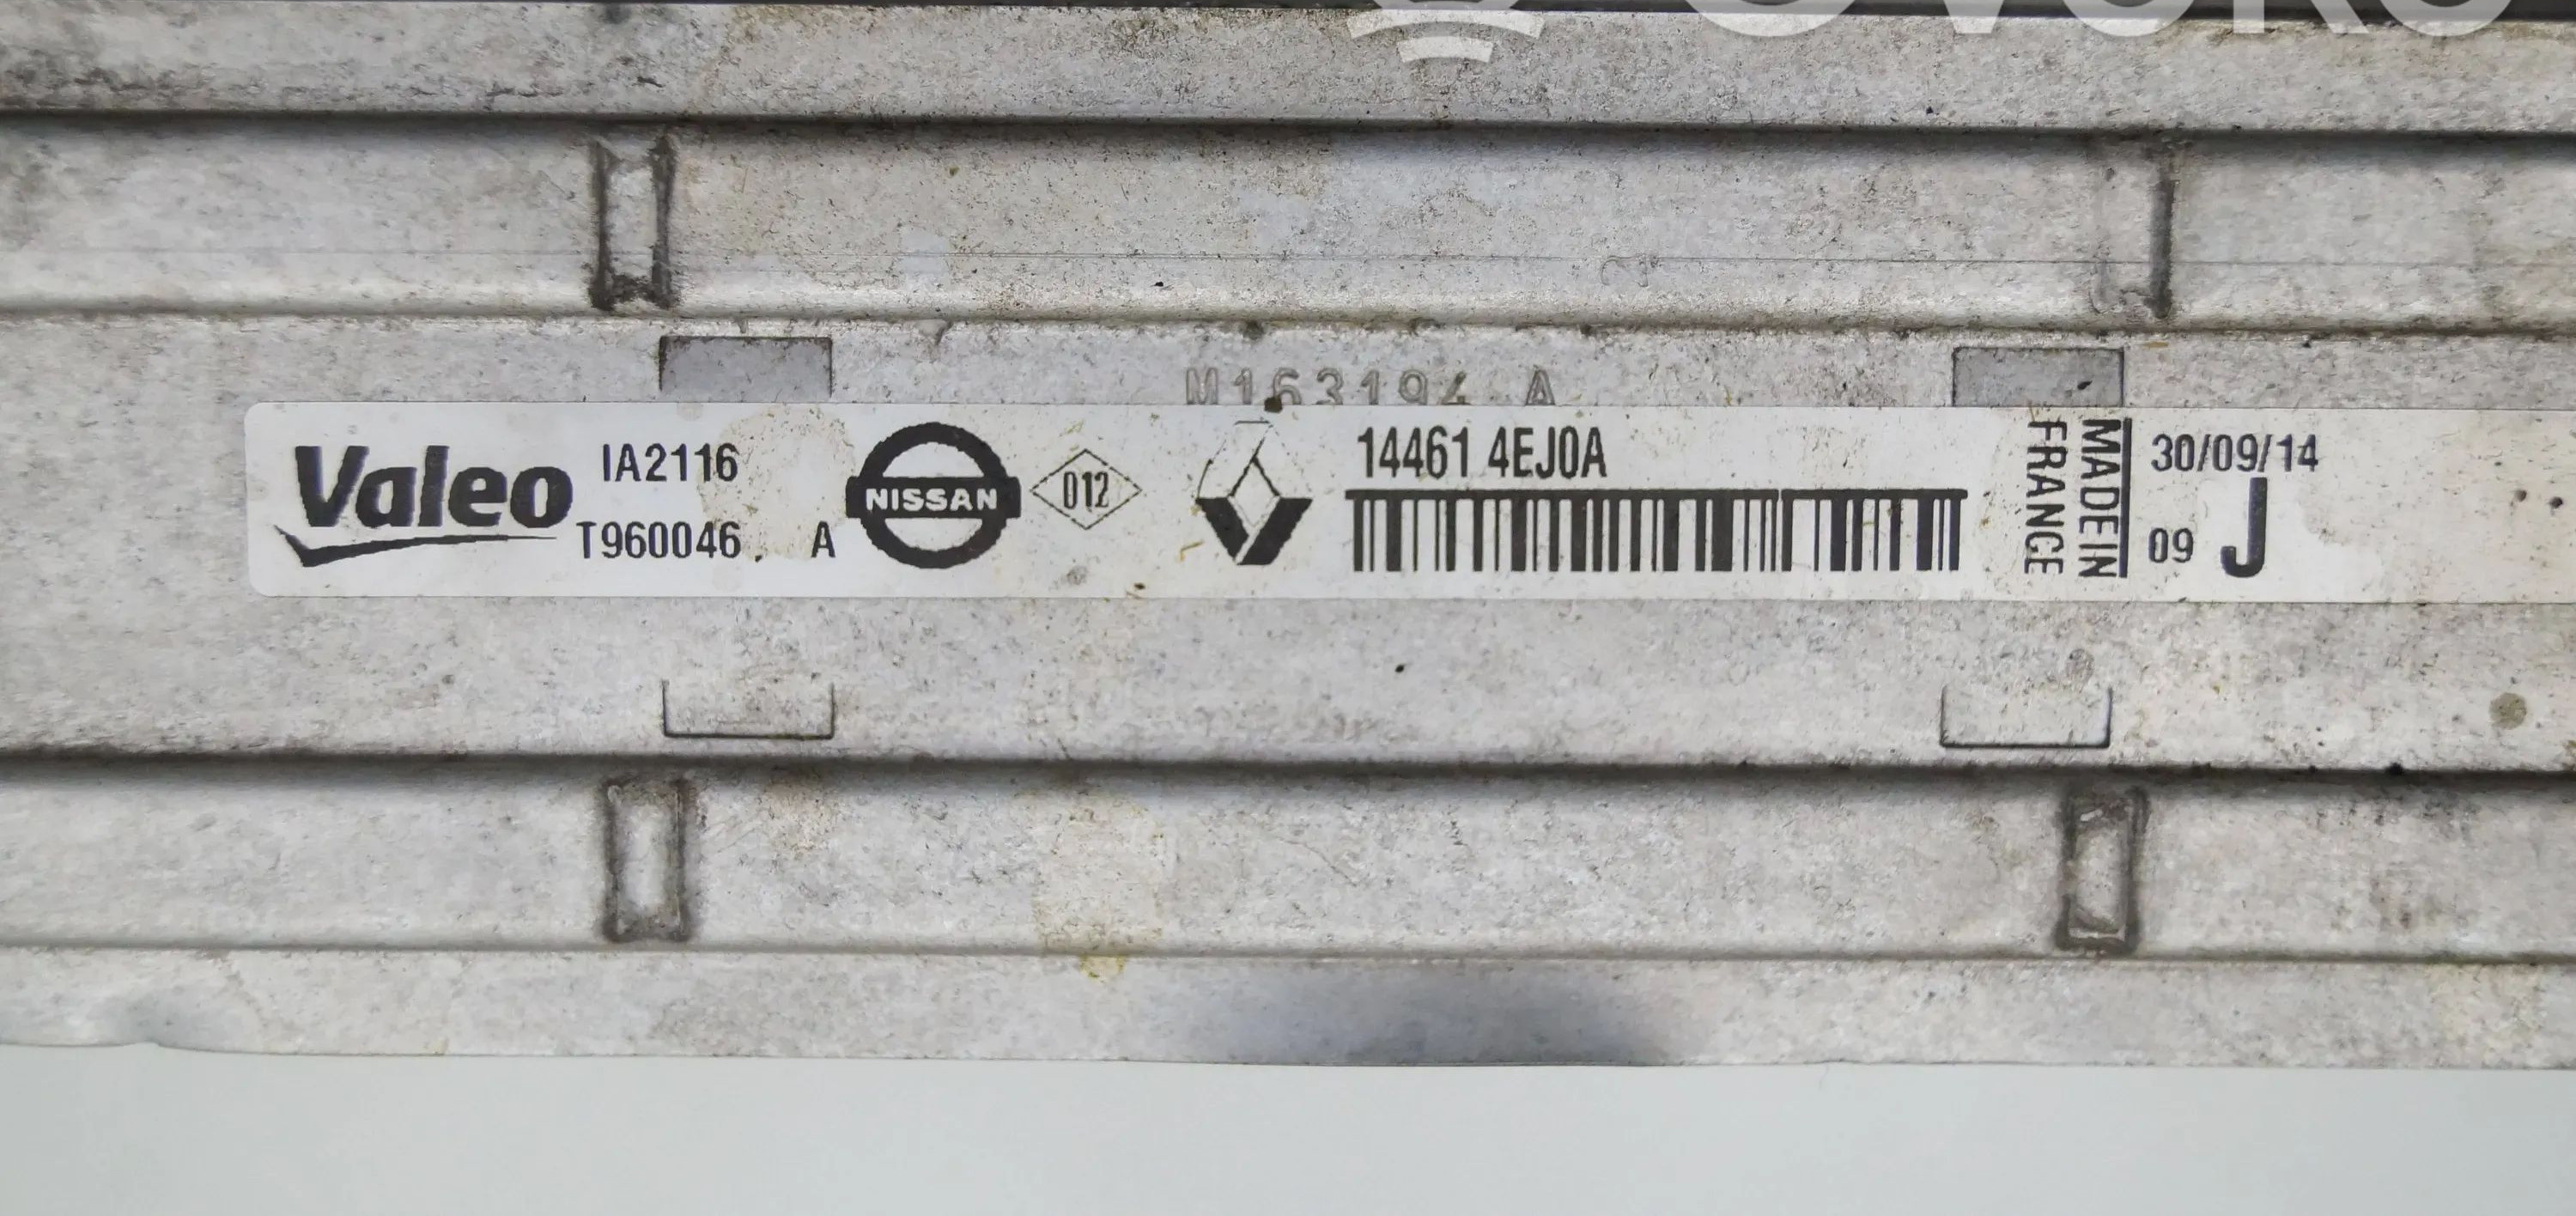 M163194 A
Valeo
IA2116
T960046. A
NISSAN
012
14461 4EJ0A
MADE IN
FRANCE
30/09/14
09 J